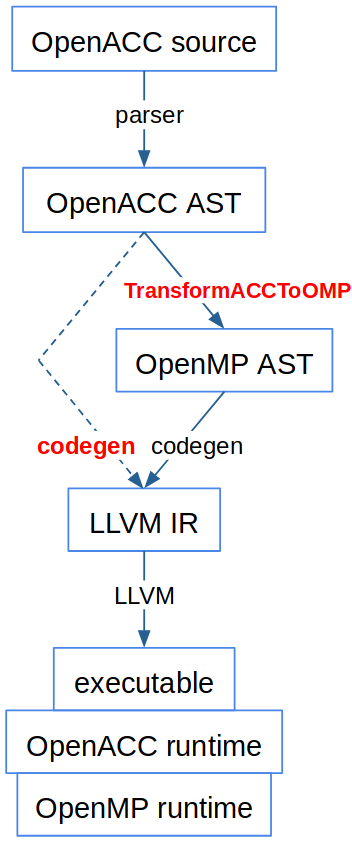 OpenACC source
parser
OpenACC AST
TransformACCToOMP
OpenMP AST
codegen codegen
LLVM IR
LLVM
executable
OpenACC runtime
OpenMP runtime